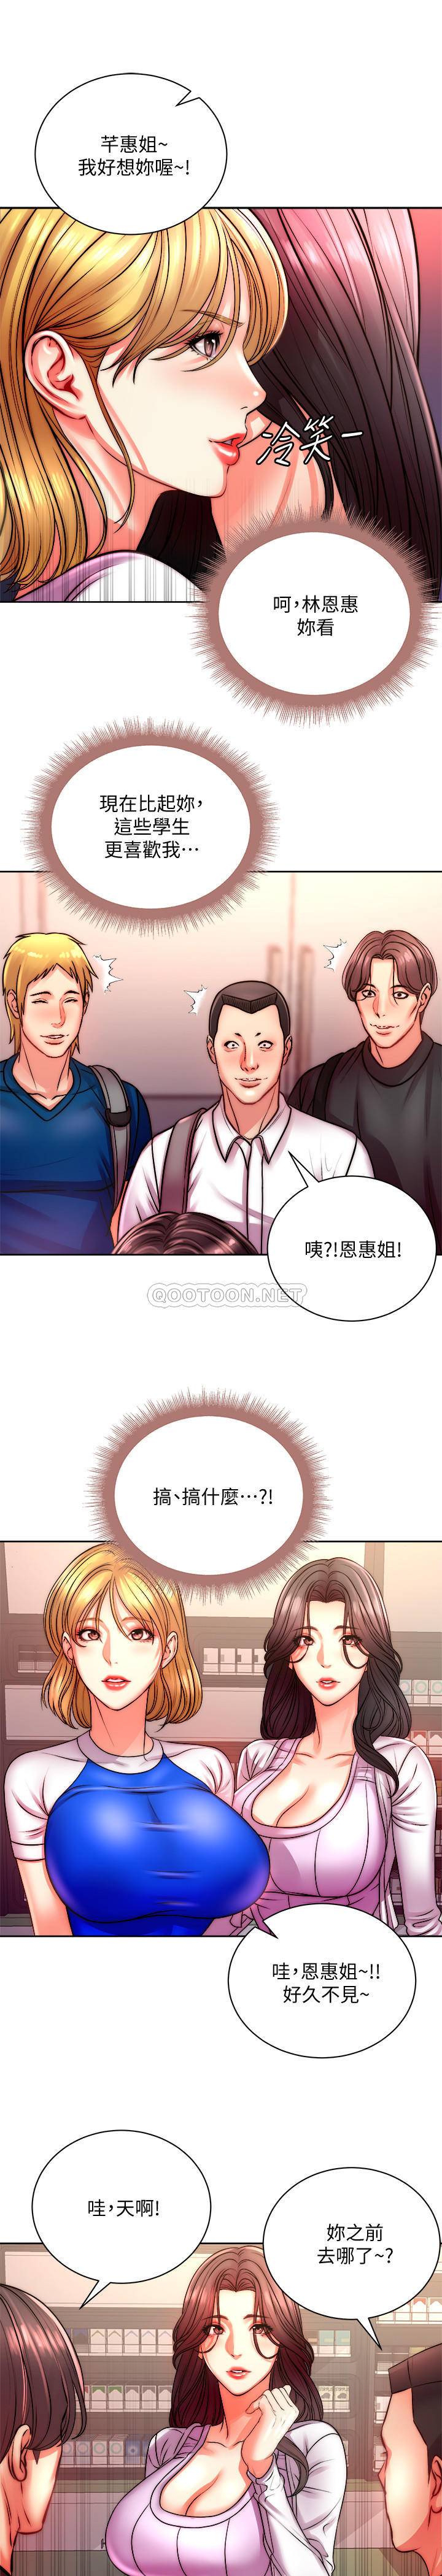 芊惠姐~
我好想妳喔~!
冷笑—
呵,林恩惠
妳看
現在比起妳,
這些學生
更喜歡我…
咦?!恩惠姐!
QOOTOON.NET
搞、搞什麼…?!
哇,恩惠姐~!!
好久不見~
哇,天啊!
妳之前
去哪了~?